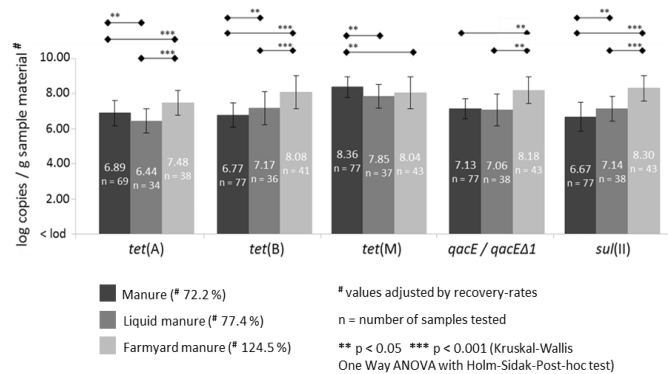 ** *** *** ** *** *** ** ** *** ** ** *** ***
log copies / g sample material #
10.00
8.00
6.00
4.00
2.00
< lod
6.89 6.44 7.48
n = 69 n = 34 n = 38
6.77 7.17 8.08
n = 77 n = 36 n = 41
8.36 7.85 8.04
n = 77 n = 37 n = 43
7.13 7.06 8.18
n = 77 n = 38 n = 43
6.67 7.14 8.30
n = 77 n = 38 n = 43
tet(A) tet(B) tet(M) qacE / qacEΔ1 sul(II)
Manure (# 72.2 %)
Liquid manure (# 77.4 %)
Farmyard manure (# 124.5 %)
# values adjusted by recovery-rates
n = number of samples tested
** p < 0.05 *** p < 0.001 (Kruskal-Wallis
One Way ANOVA with Holm-Sidak-Post-hoc test)